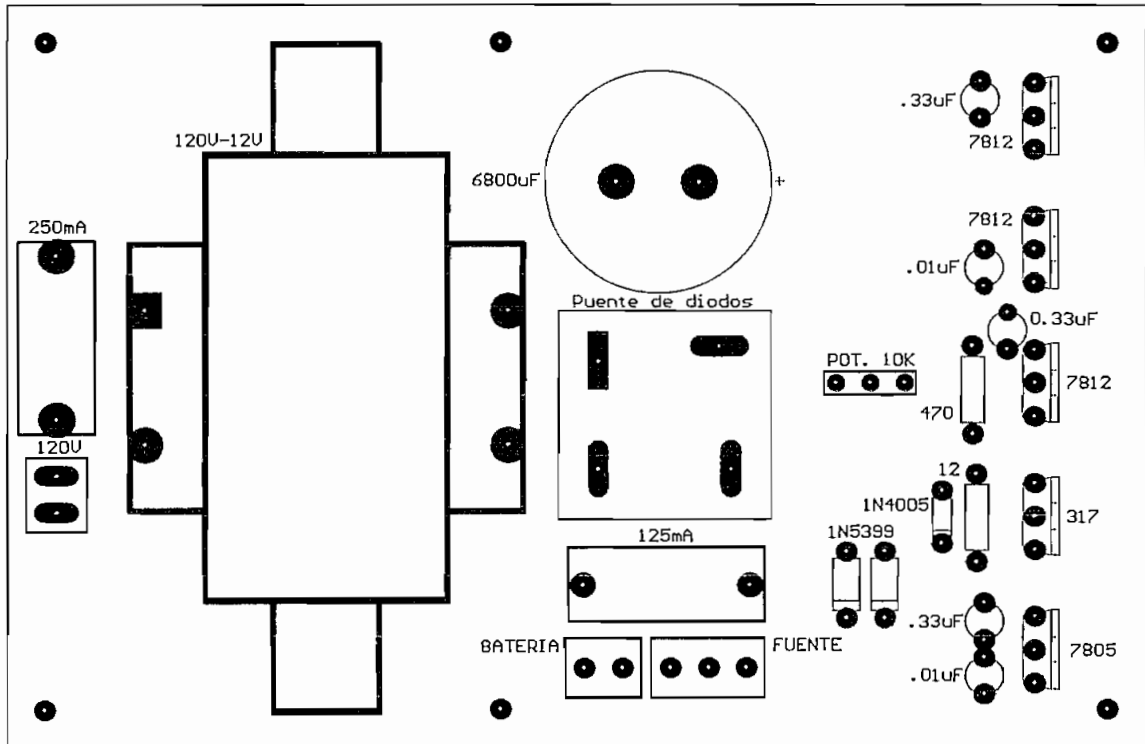 120V-12V
.33uF
7812
6800uF
+
250mA
7812
.01uF
Puente de diodos
0.33uF
POT. 10K
7812
470
120V
12
1N4005
317
1N5399
125mA
.33uF
BATERIA
FUENTE
7805
.01uF